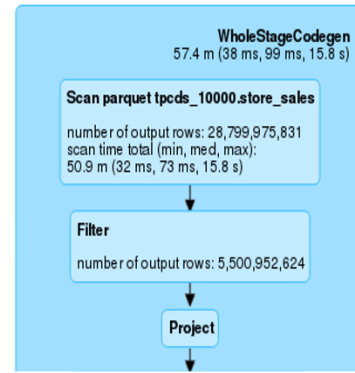 WholeStageCodegen
57.4 m (38 ms, 99 ms, 15.8 s)
Scan parquet tpcds_10000.store_sales
number of output rows: 28,799,975,831
scan time total (min, med, max):
50.9 m (32 ms, 73 ms, 15.8 s)
Filter
number of output rows: 5,500,952,624
Project